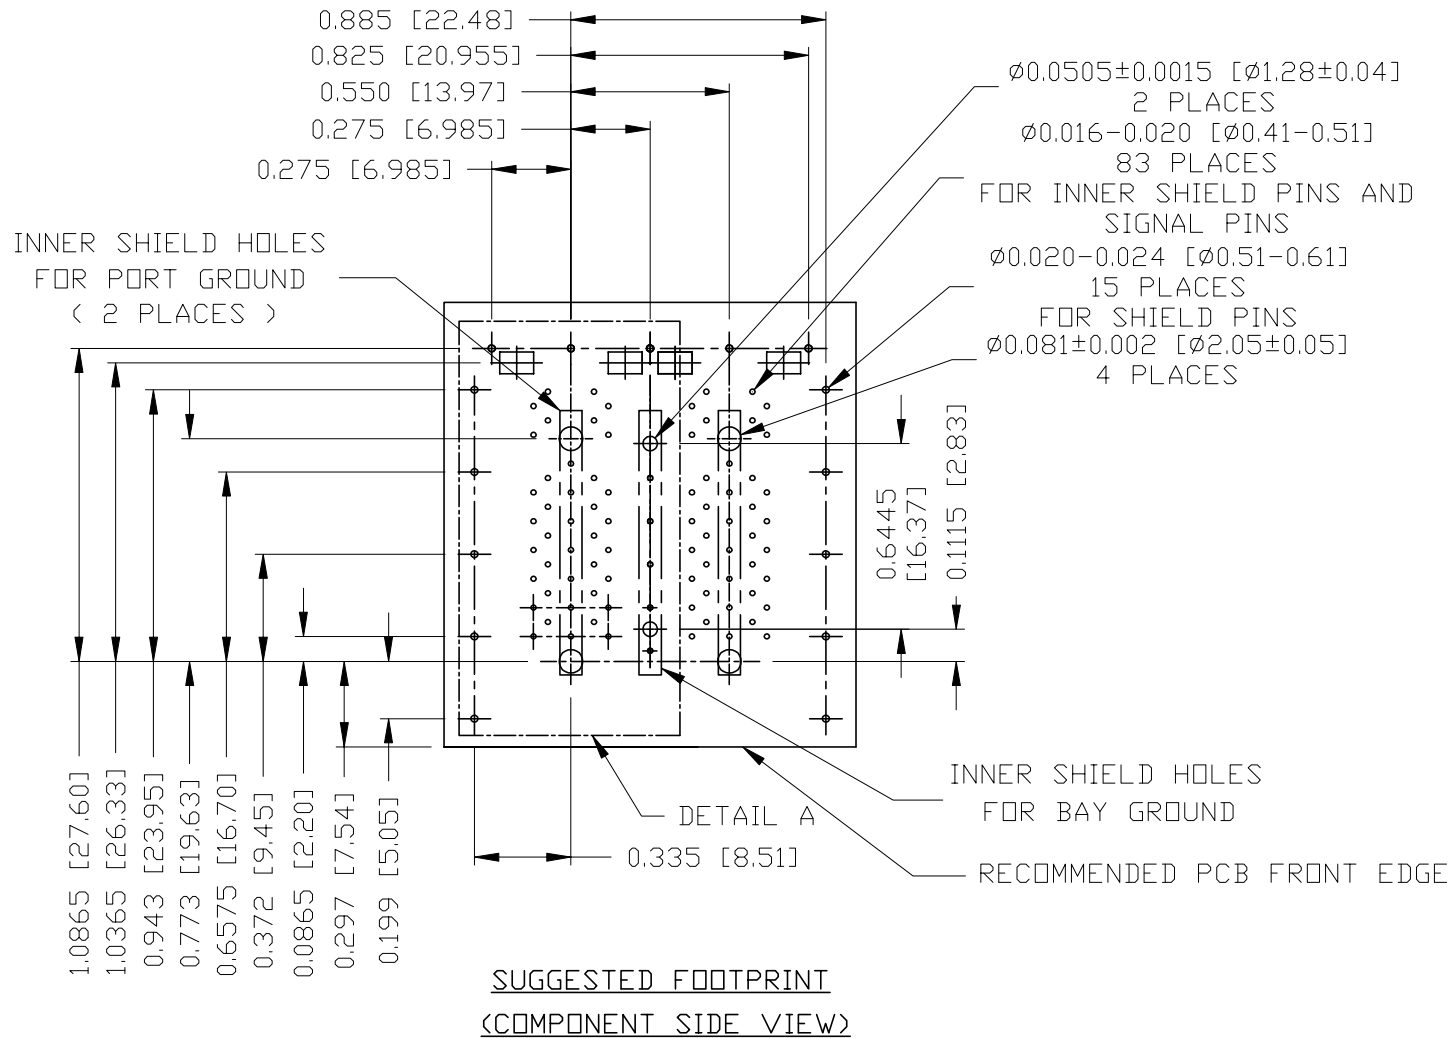 0.885 [22.48]
0.825 [20.955]
0.550 [13.97]
0.275 [6.985]
0.275 [6.985]
Ø0.0505±0.0015 [Ø1.28±0.04]
2 PLACES
Ø0.016-0.020 [Ø0.41-0.51]
83 PLACES
FOR INNER SHIELD PINS AND
SIGNAL PINS
Ø0.020-0.024 [Ø0.51-0.61]
15 PLACES
FOR SHIELD PINS
Ø0.081±0.002 [Ø2.05±0.05]
4 PLACES
INNER SHIELD HOLES
FOR PORT GROUND
( 2 PLACES )
0.6445
[16.37]
0.1115 [2.83]
1.0865 [27.60]
1.0365 [26.33]
0.943 [23.95]
0.773 [19.63]
0.6575 [16.70]
0.372 [9.45]
0.0865 [2.20]
0.297 [7.54]
0.199 [5.05]
DETAIL A
0.335 [8.51]
INNER SHIELD HOLES
FOR BAY GROUND
RECOMMENDED PCB FRONT EDGE
SUGGESTED FOOTPRINT
(COMPONENT SIDE VIEW)